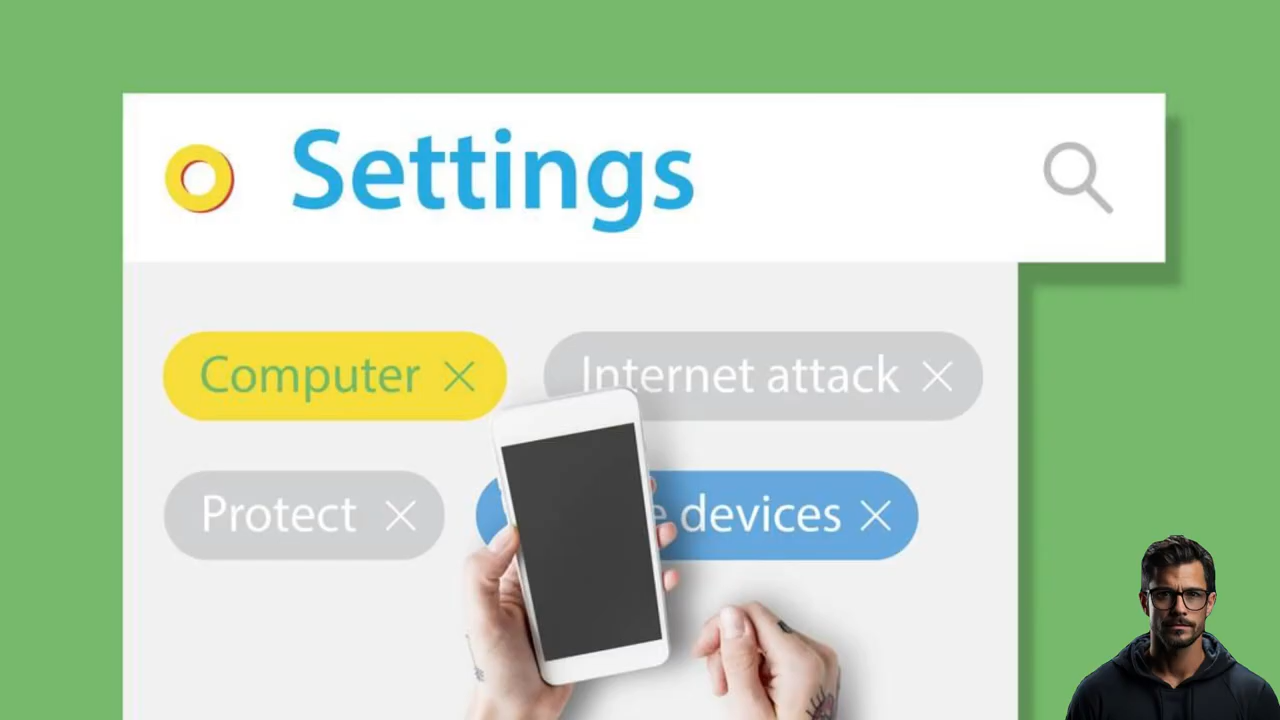 Settings
Computer
Internet attack
Protect
devices